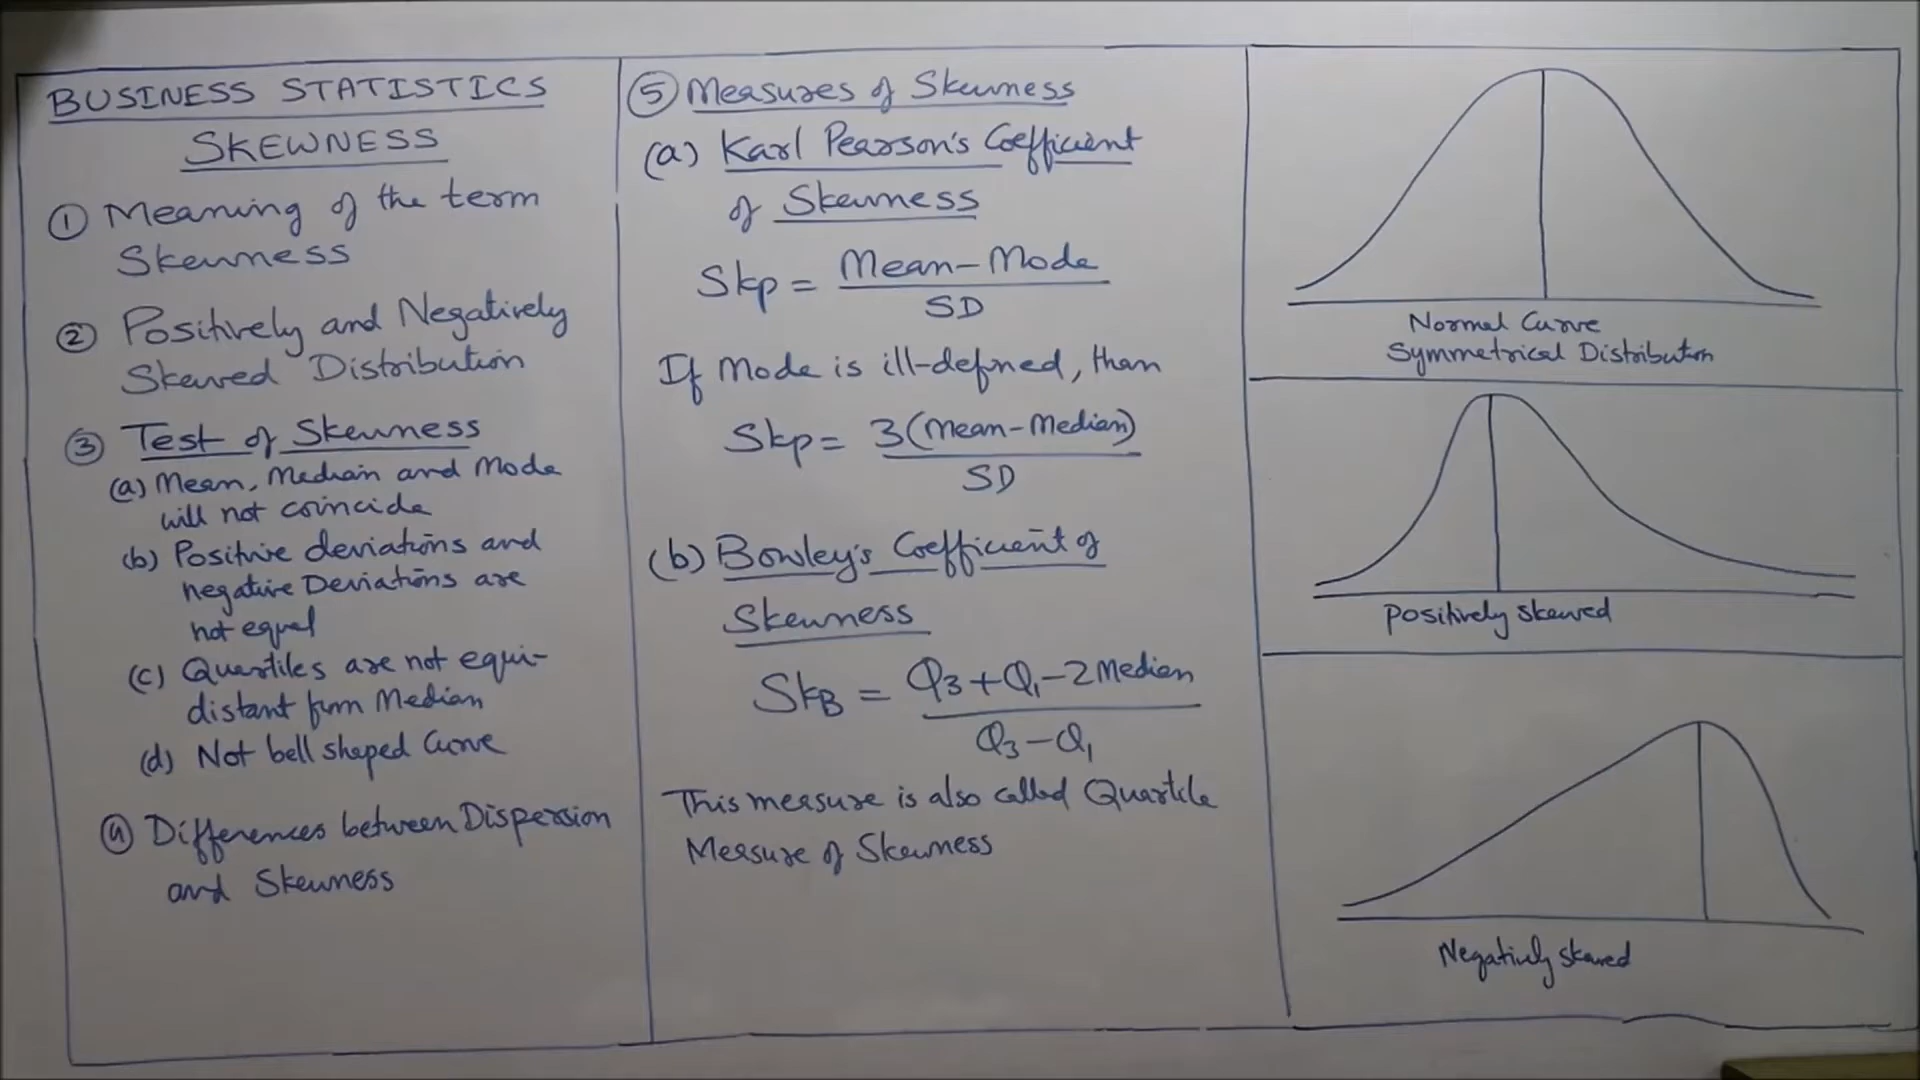 BUSINESS STATISTICS
SKEWNESS
① Meaning of the term
Skewness
② Positively and Negatively
Skewed Distribution
③ Test of Skewness
(a) Mean, Median and Mode
will not coincide
(b) Positive deviations and
negative Deviations are
not equal
(c) Quartiles are not equi-
distant from Median
(d) Not bell shaped Curve
④ Differences between Dispersion
and Skewness
⑤ Measures of Skewness
(a) Karl Pearson's Coefficient
of Skewness
Skp = Mean - Mode
SD
If Mode is ill-defined, than
Skp = 3(Mean - Median)
SD
(b) Bowley's Coefficient of
Skewness
SkB = Q3 + Q1 - 2 Median
Q3 - Q1
This measure is also called Quartile
Measure of Skewness
Normal Curve
Symmetrical Distribution
Positively skewed
Negatively skewed